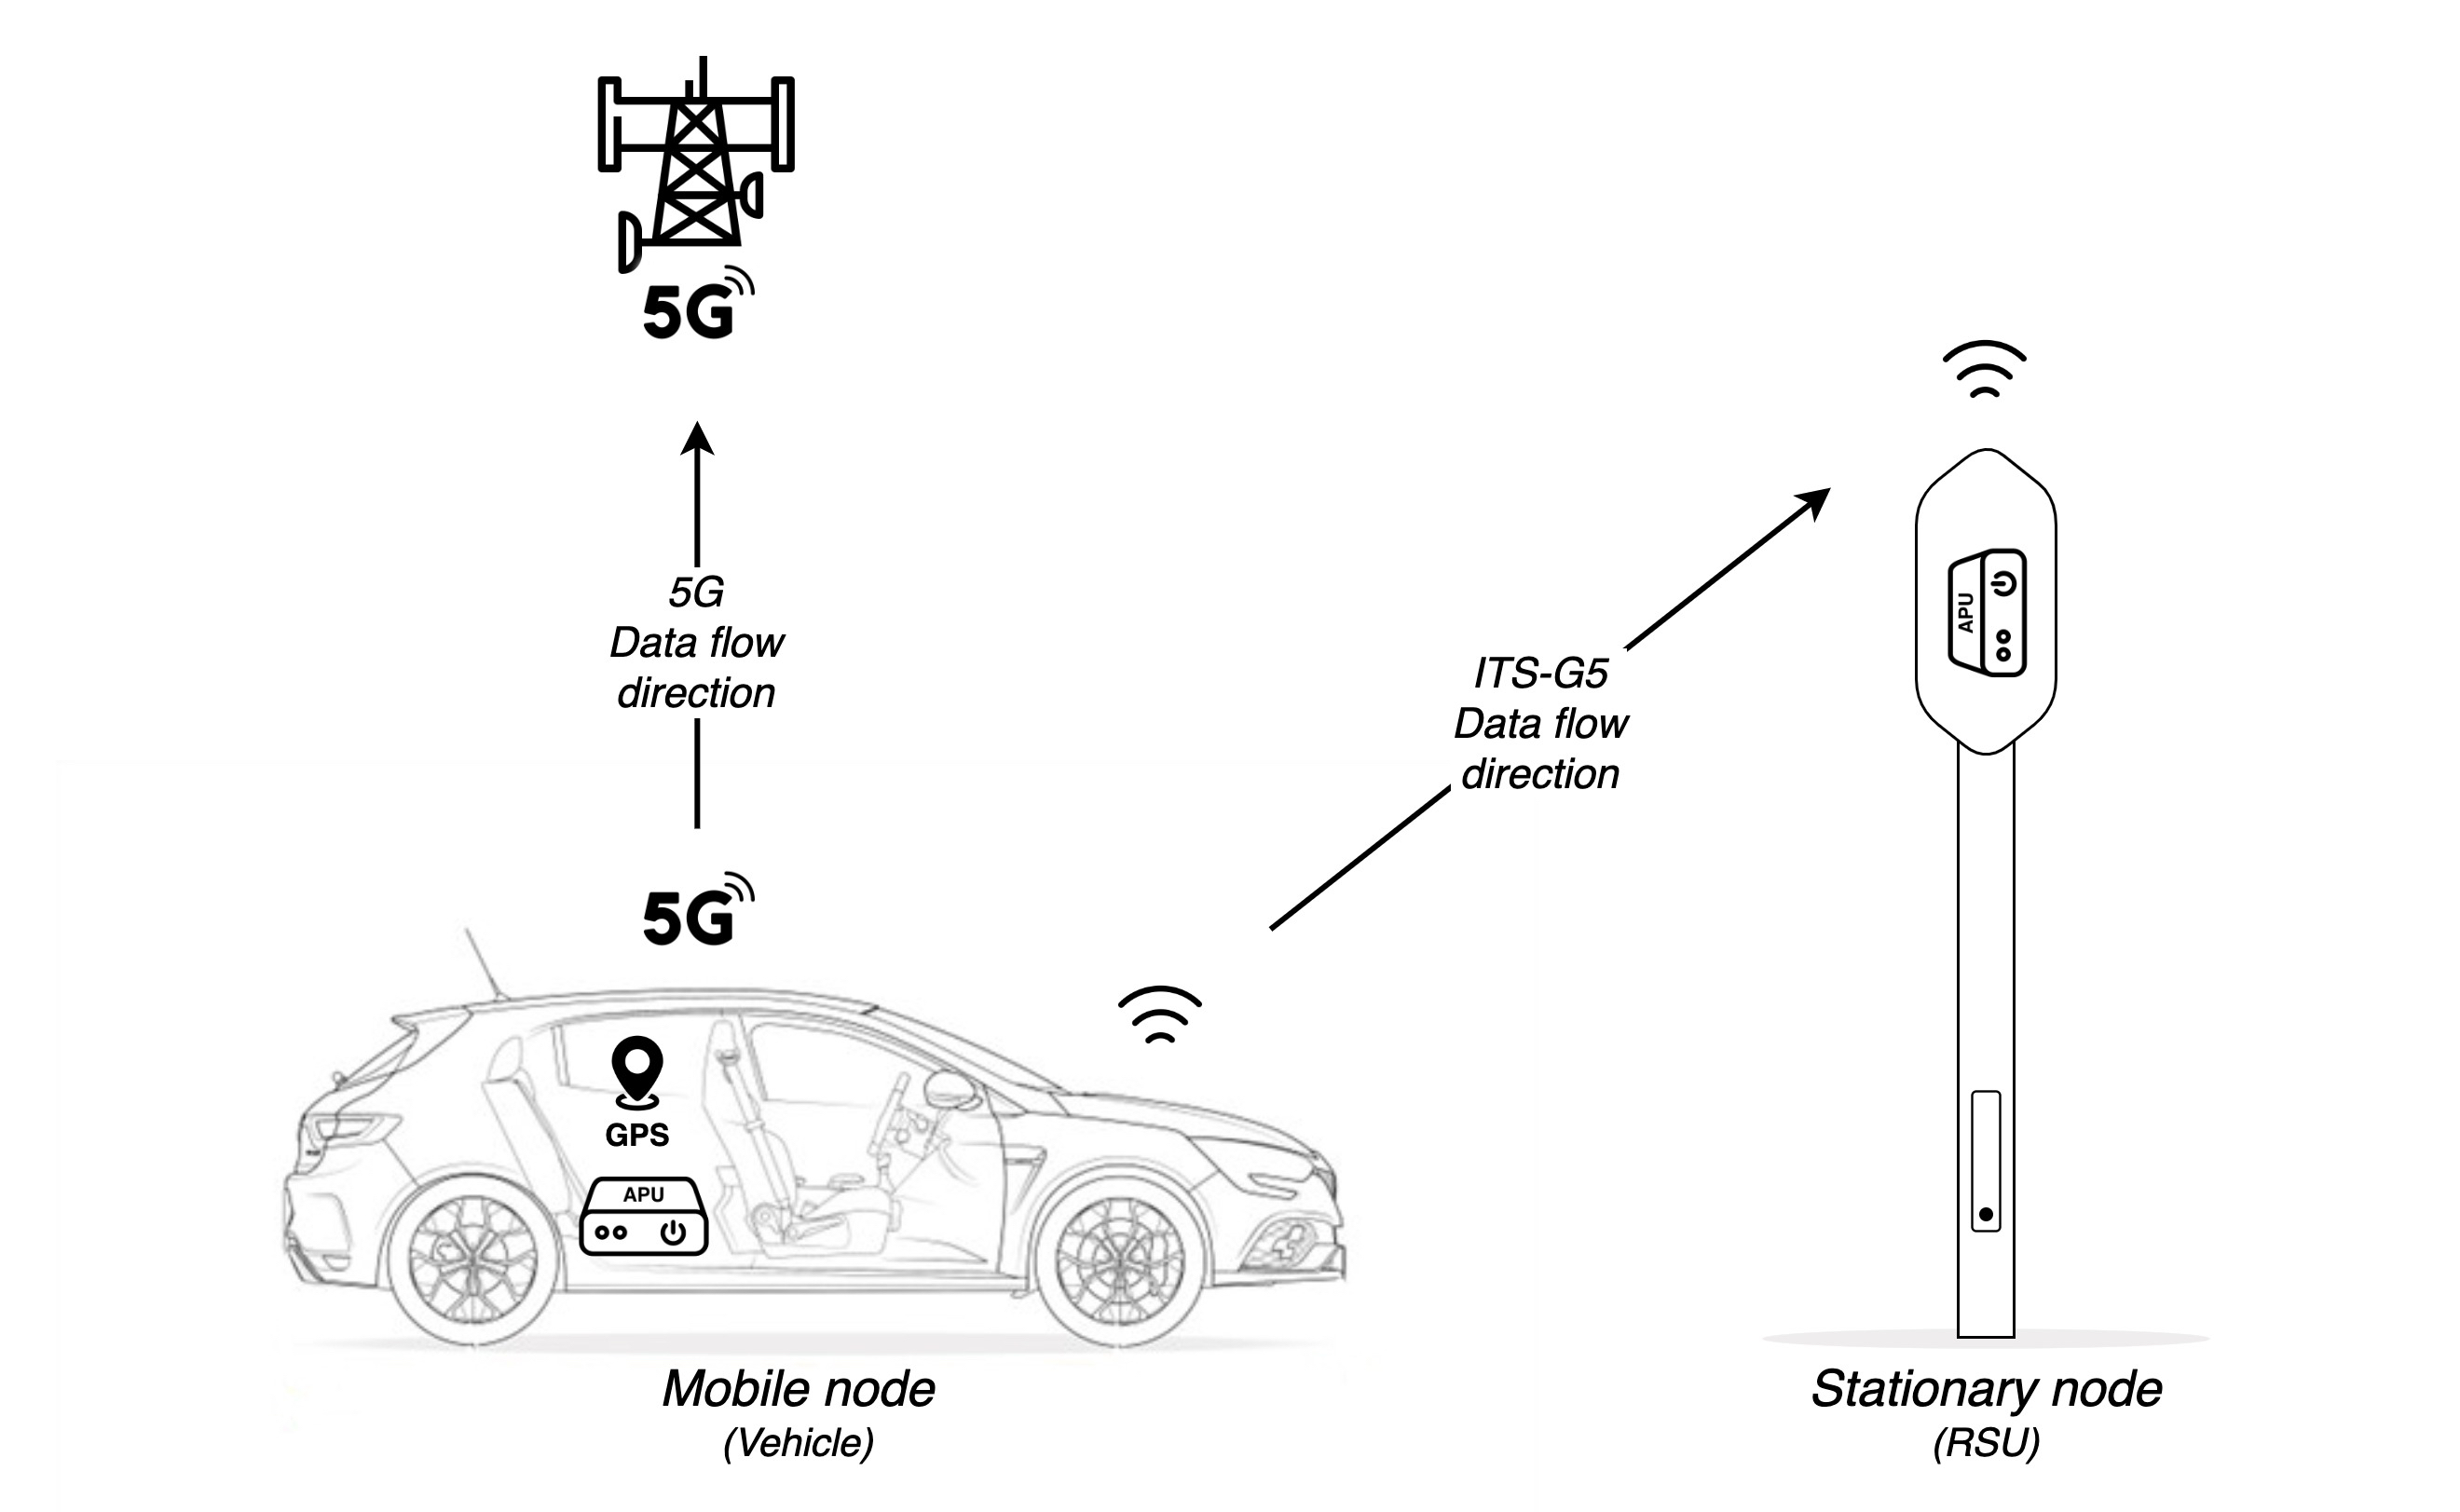 5G
5G
Data flow
direction
APU
ITS-G5
Data flow
direction
5G
GPS
APU
Mobile node
(Vehicle)
Stationary node
(RSU)